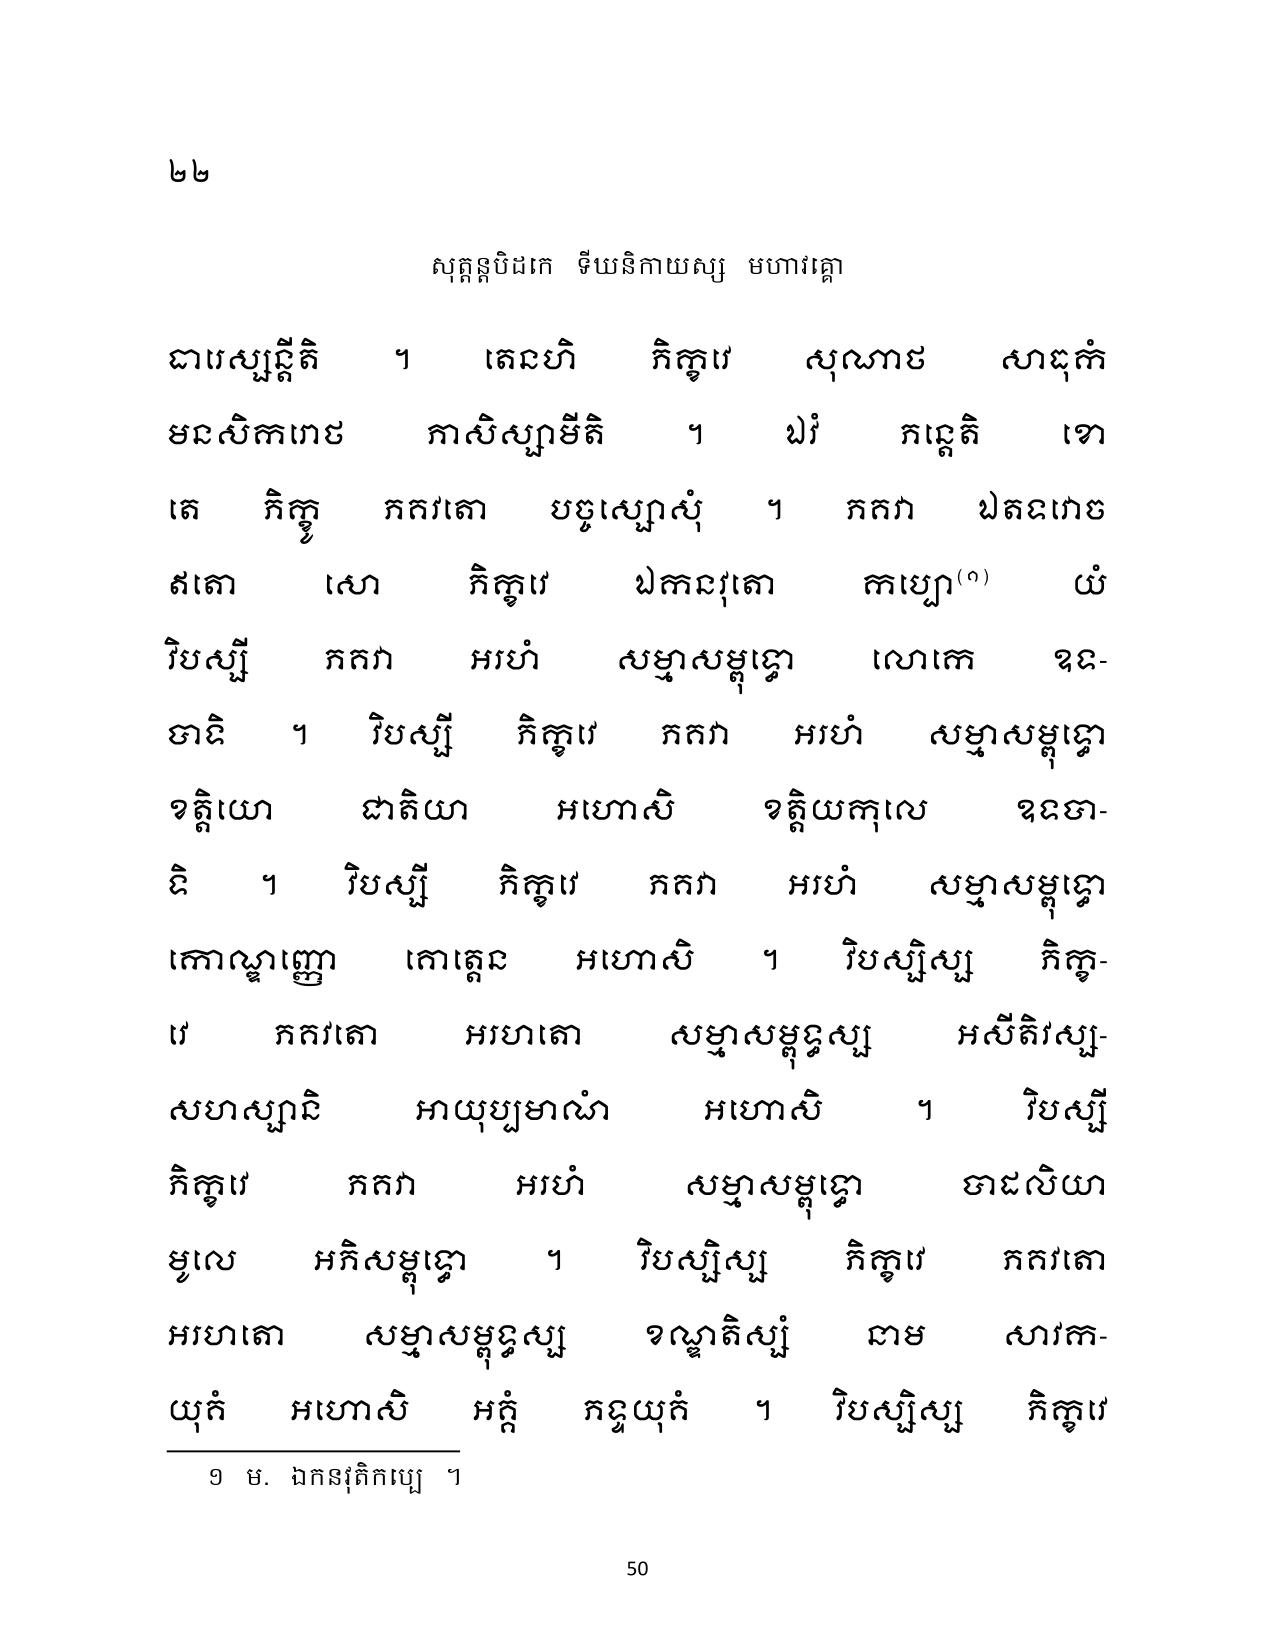 ២២
សុត្តន្តបិដកេ ទីឃនិកាយស្ស មហាវគ្គោ
ធារេស្សន្តីតិ ។ តេនហិ ភិក្ខវេ សុណាថ សាធុកំ
មនសិករោថ ភាសិស្សាមីតិ ។ ឯវំ ភន្តេតិ ខោ
តេ ភិក្ខូ ភគវតោ បច្ចស្សោសុំ ។ ភគវា ឯតទវោច
ឥតោ សោ ភិក្ខវេ ឯកនវុតោ កប្បោ(១) យំ
វិបស្សី ភគវា អរហំ សម្មាសម្ពុទ្ធោ លោកេ ឧទ-
បាទិ ។ វិបស្សី ភិក្ខវេ ភគវា អរហំ សម្មាសម្ពុទ្ធោ
ខត្តិយោ ជាតិយា អហោសិ ខត្តិយកុលេ ឧទបា-
ទិ ។ វិបស្សី ភិក្ខវេ ភគវា អរហំ សម្មាសម្ពុទ្ធោ
កោណ្ឌញ្ញោ គោត្តេន អហោសិ ។ វិបស្សិស្ស ភិក្ខ-
វេ ភគវតោ អរហតោ សម្មាសម្ពុទ្ធស្ស អសីតិវស្ស-
សហស្សានិ អាយុប្បមាណំ អហោសិ ។ វិបស្សី
ភិក្ខវេ ភគវា អរហំ សម្មាសម្ពុទ្ធោ បាដលិយា
មូលេ អភិសម្ពុទ្ធោ ។ វិបស្សិស្ស ភិក្ខវេ ភគវតោ
អរហតោ សម្មាសម្ពុទ្ធស្ស ខណ្ឌតិស្សំ នាម សាវក-
យុគំ អហោសិ អគ្គំ ភទ្ទយុគំ ។ វិបស្សិស្ស ភិក្ខវេ
១ ម. ឯកនវុតិកប្បេ ។
50